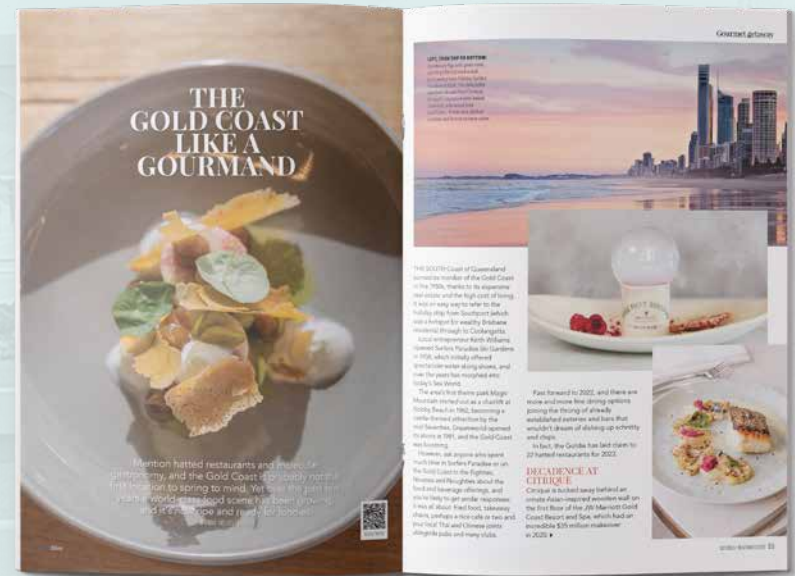 THE
GOLD COAST
LIKE A
GOURMAND
Mention hatted restaurants and molecular
gastronomy, and the Gold Coast is probably not the
first location to spring to mind. Yet over the past
world-class food scene has been growing,
and it's now ripe and ready for
Gourmet getaway
LEFT, FROM TOP TO BOTTOM:
THE SOUTH Coast of Queensland
earned its moniker of the Gold Coast
in the 1950s, thanks to its expensive
real estate and the high cost of living.
It was an easy way to refer to the
holiday strip from Southport (which
was a hotspot for wealthy Brisbane
residents) through to Coolangatta.
Local entrepreneur Keith Williams
opened Surfers Paradise Ski Gardens
in 1958, which initially offered
spectacular water skiing shows, and
over the years has morphed into
today's Sea World.
The area's first theme park Magic
Mountain started out as a chairlift at
Nobby Beach in 1962, becoming a
castle-themed attraction by the
mid-Seventies. Dreamworld opened
its doors in 1981, and the Gold Coast
was booming.
However, ask anyone who spent
much time in Surfers Paradise or on
the Gold Coast in the Eighties,
Nineties and Noughties about the
food and beverage offerings, and
you're likely to get similar responses:
it was all about fried food, takeaway
chains, perhaps a nice cafe or two and
your local Thai and Chinese joints
alongside pubs and many clubs.
Fast forward to 2022, and there are
more and more fine dining options
joining the throng of already
established eateries and bars that
wouldn't dream of dishing up schnitty
and chips.
In fact, the Goldie has laid claim to
22 hatted restaurants for 2022.
DECADENCE AT
CITRIQUE
Citrique is tucked away behind an
ornate Asian-inspired wooden wall on
the first floor of the JW Marriott Gold
Coast Resort and Spa, which had an
incredible $35 million makeover
in 2020.